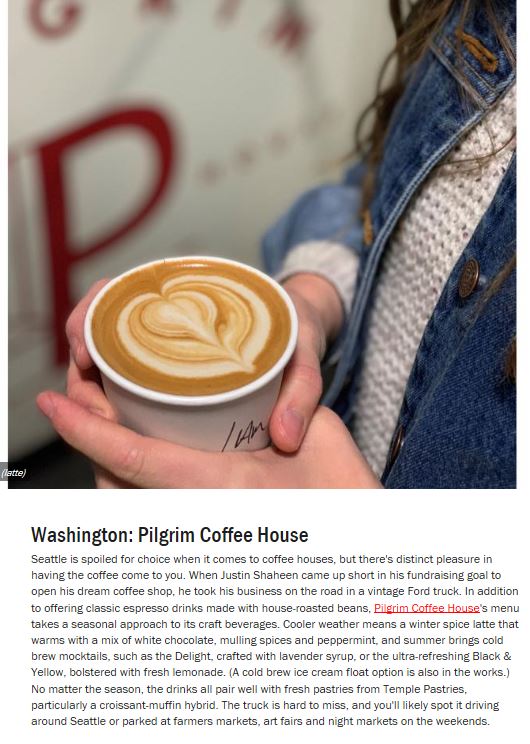 GRIM
P
I Am
(latte)
Washington: Pilgrim Coffee House
Seattle is spoiled for choice when it comes to coffee houses, but there's distinct pleasure in
having the coffee come to you. When Justin Shaheen came up short in his fundraising goal to
open his dream coffee shop, he took his business on the road in a vintage Ford truck. In addition
to offering classic espresso drinks made with house-roasted beans, Pilgrim Coffee House's menu
takes a seasonal approach to its craft beverages. Cooler weather means a winter spice latte that
warms with a mix of white chocolate, mulling spices and peppermint, and summer brings cold
brew mocktails, such as the Delight, crafted with lavender syrup, or the ultra-refreshing Black &
Yellow, bolstered with fresh lemonade. (A cold brew ice cream float option is also in the works.)
No matter the season, the drinks all pair well with fresh pastries from Temple Pastries,
particularly a croissant-muffin hybrid. The truck is hard to miss, and you'll likely spot it driving
around Seattle or parked at farmers markets, art fairs and night markets on the weekends.